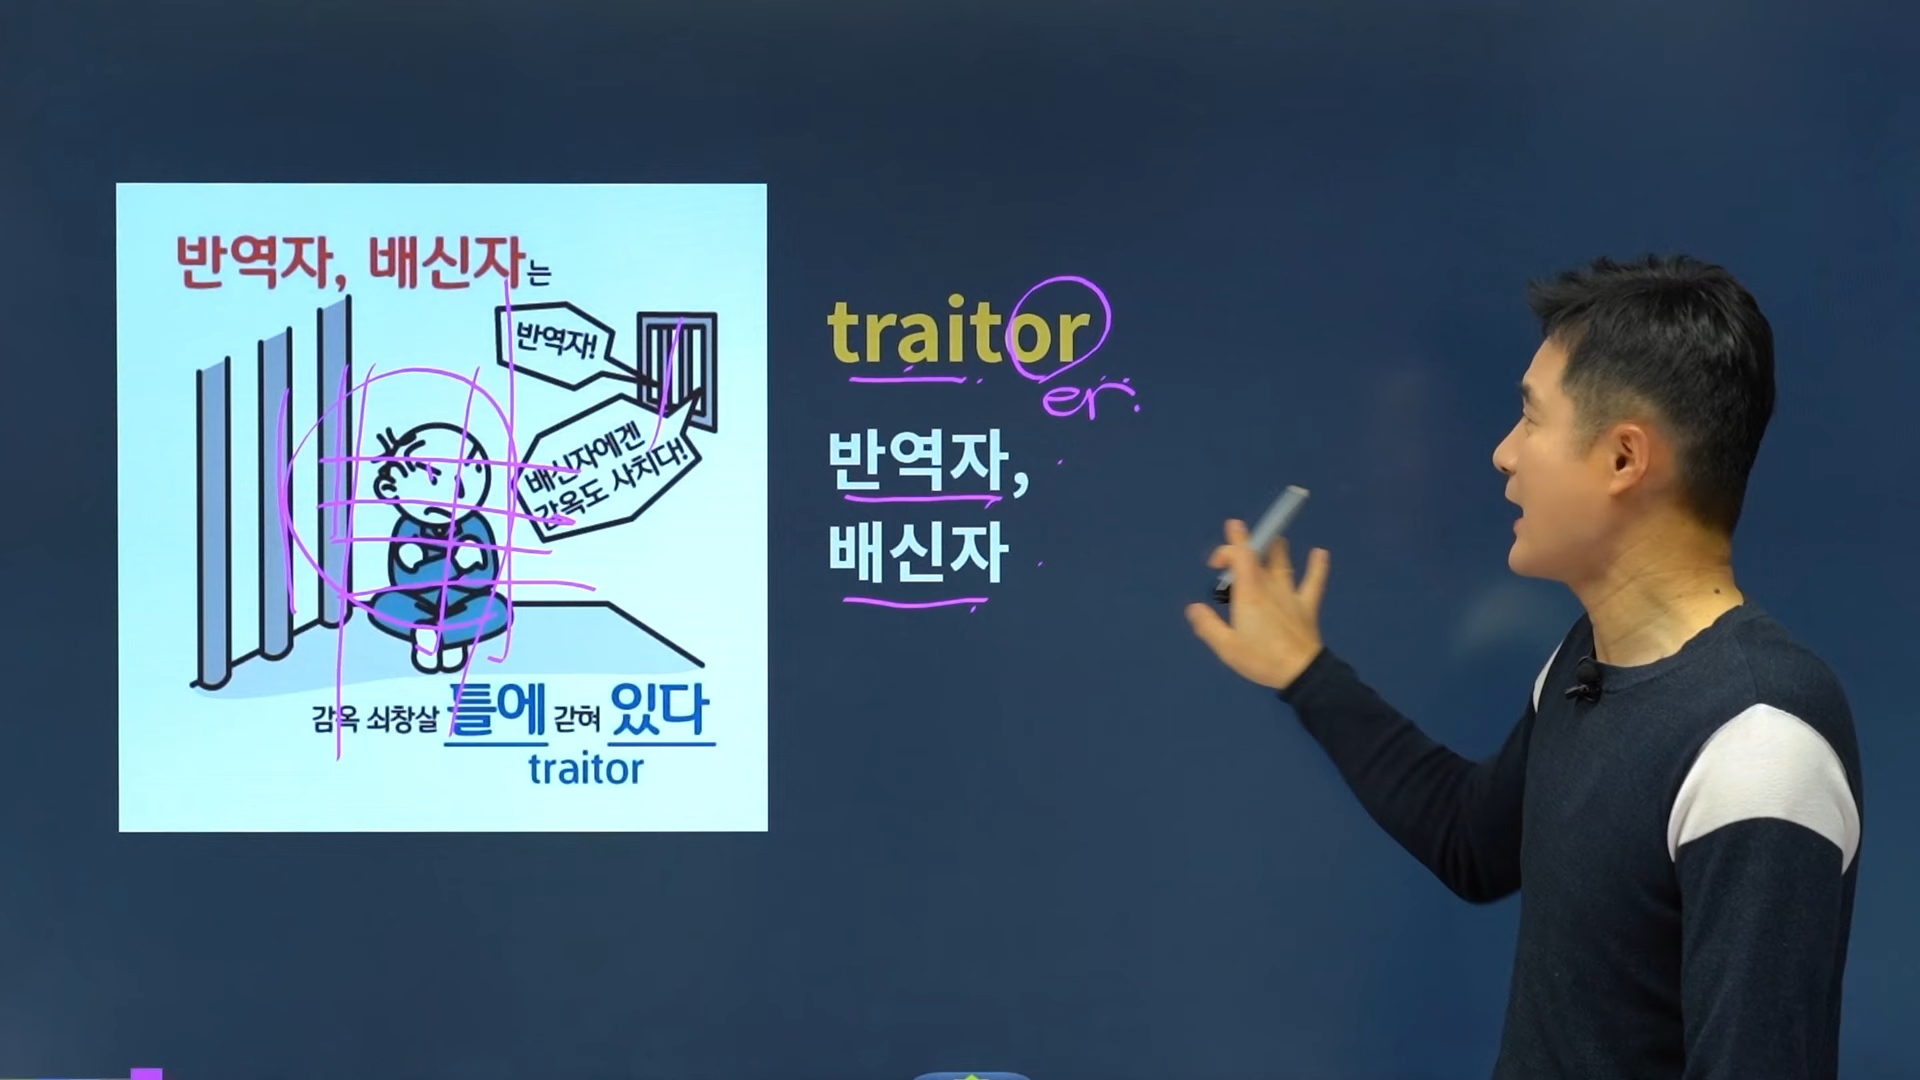 반역자, 배신자는
반역자!
배신자에겐
감옥도 사치다!
감옥 쇠창살 틀에 갇혀 있다
traitor
traitor
er
반역자,
배신자